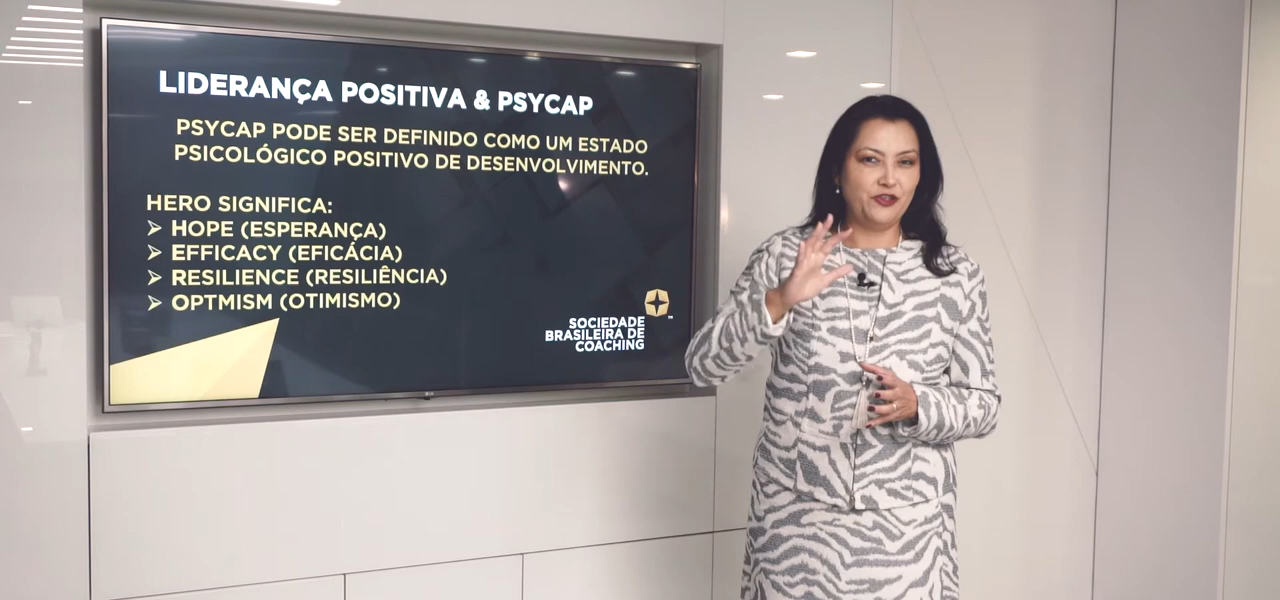 LIDERANÇA POSITIVA & PSYCAP
PSYCAP PODE SER DEFINIDO COMO UM ESTADO
PSICOLÓGICO POSITIVO DE DESENVOLVIMENTO.
HERO SIGNIFICA:
➢ HOPE (ESPERANÇA)
➢ EFFICACY (EFICÁCIA)
➢ RESILIENCE (RESILIÊNCIA)
➢ OPTMISM (OTIMISMO)
SOCIEDADE
BRASILEIRA DE
COACHING
™